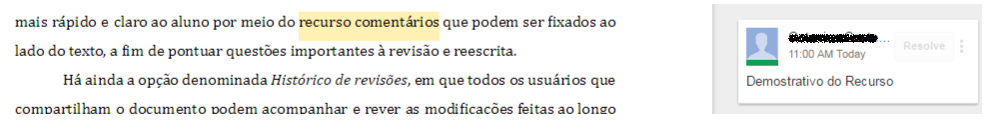 mais rápido e claro ao aluno por meio do recurso comentários que podem ser fixados ao
lado do texto, a fim de pontuar questões importantes à revisão e reescrita.
Há ainda a opção denominada Histórico de revisões, em que todos os usuários que
compartilham o documento podem acompanhar e rever as modificações feitas ao longo
11:00 AM Today
Resolve
Demostrativo do Recurso